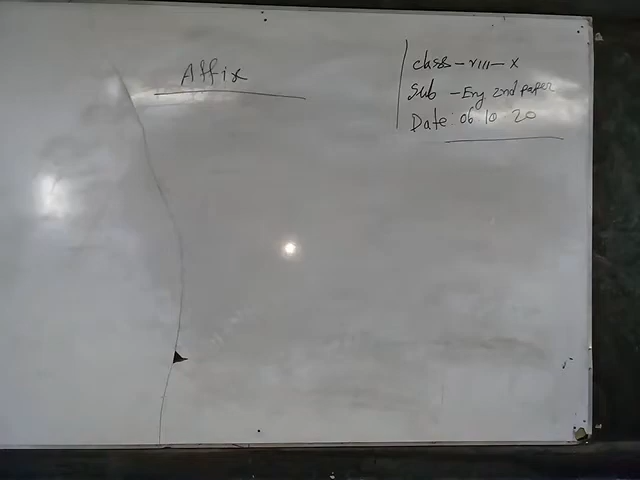 Affix
Class - VIII - X
Sub - Eng 2nd paper
Date: 06 10 20